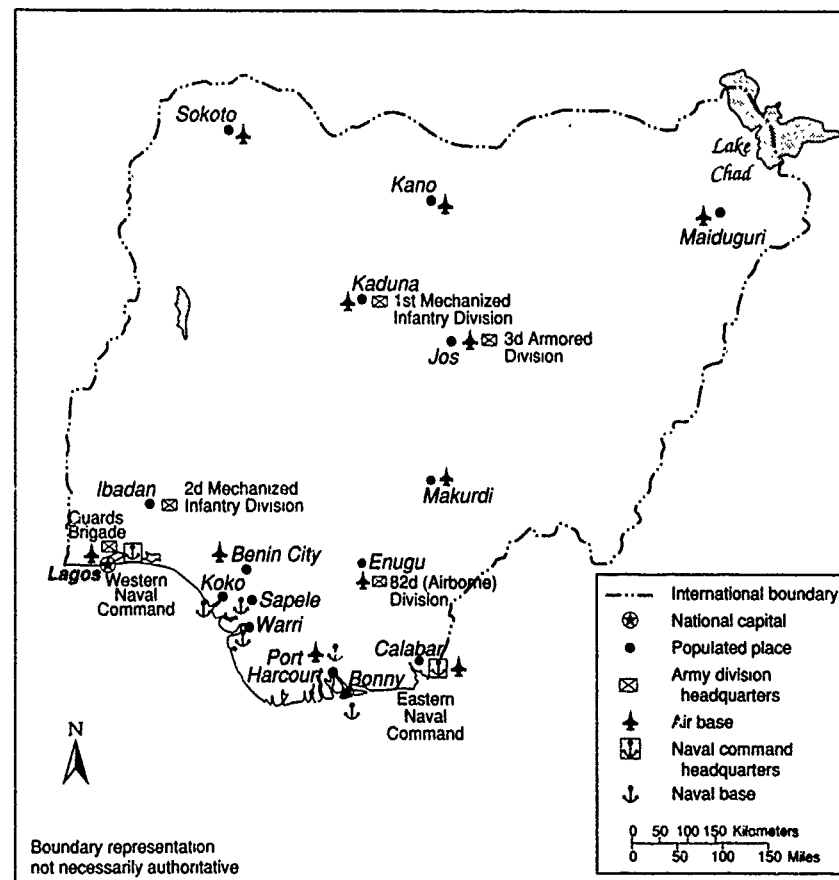 Sokoto
Lake
Chad
Kano
Maiduguri
Kaduna
1st Mechanized
Infantry Division
3d Armored
Division
Jos
Ibadan
2d Mechanized
Infantry Division
Makurdi
Guards
Brigade
Lagos
Western
Naval
Command
Benin City
Koko
Sapele
Warri
Enugu
82d (Airborne)
Division
Port
Harcourt
Bonny
Calabar
Eastern
Naval
Command
International boundary
National capital
Populated place
Army division
headquarters
Air base
Naval command
headquarters
Naval base
0 50 100 150 Kilometers
0 50 100 150 Miles
N
Boundary representation
not necessarily authoritative